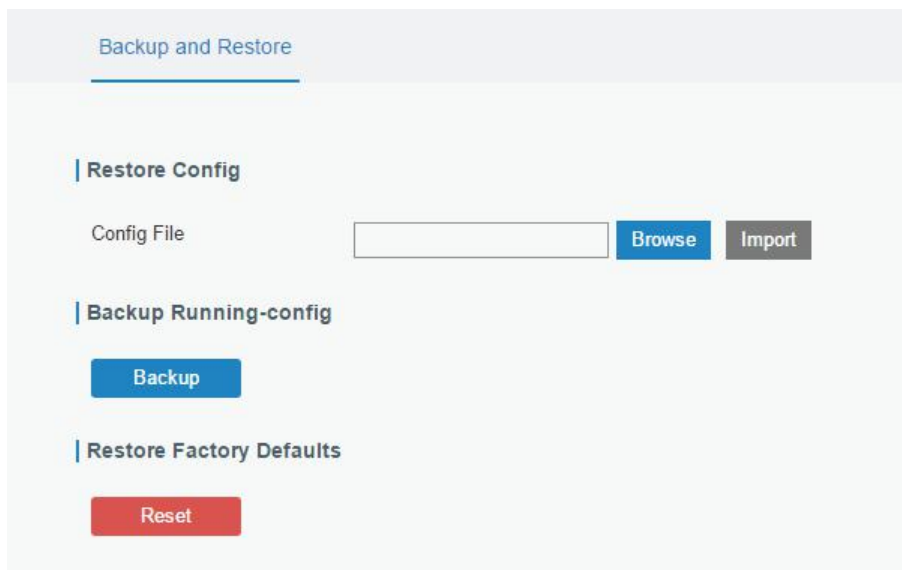 Backup and Restore
Restore Config
Config File Browse Import
Backup Running-config
Backup
Restore Factory Defaults
Reset